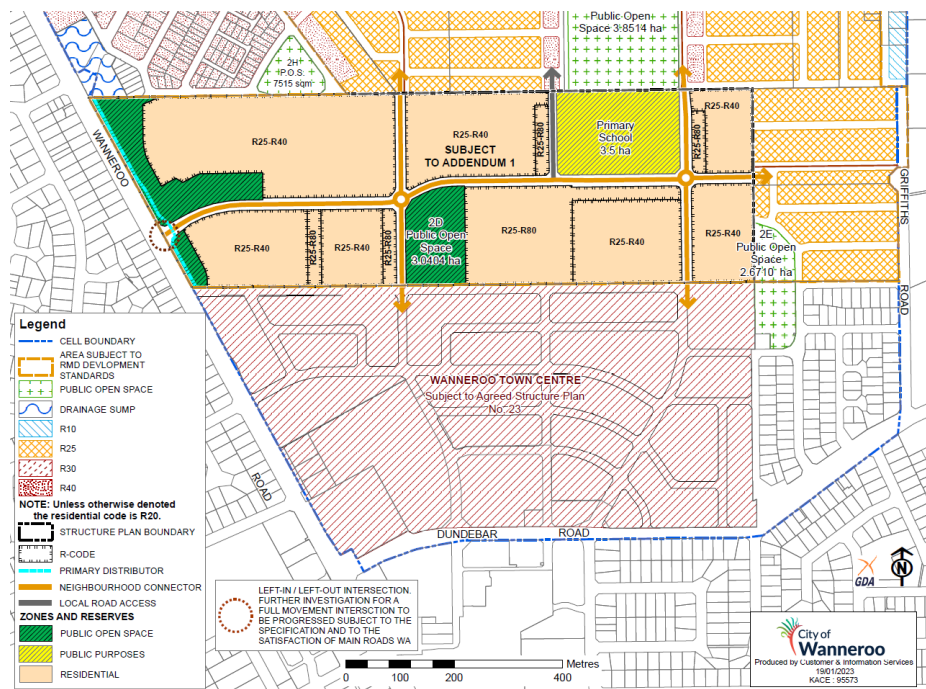 Public Open
Space 3.8514 ha
2H
P.O.S.
7515 sqm
R25-R40
R25-R40
SUBJECT
TO ADDENDUM 1
R25-R80
Primary
School
3.5 ha
R25-R40
R25-R80
WANNEROO
GRIFFITHS
R25-R40
R25-R80
R25-R40
R25-R80
2D
Public Open
Space
3.0404 ha
R25-R80
R25-R40
R25-R40
2E
Public Open
Space
2.6710 ha
ROAD
WANNEROO TOWN CENTRE
Subject to Agreed Structure Plan
No. 23
ROAD
DUNDEBAR ROAD
Legend
CELL BOUNDARY
AREA SUBJECT TO
RMD DEVLOPMENT
STANDARDS
PUBLIC OPEN SPACE
DRAINAGE SUMP
R10
R25
R30
R40
NOTE: Unless otherwise denoted
the residential code is R20.
STRUCTURE PLAN BOUNDARY
R-CODE
PRIMARY DISTRIBUTOR
NEIGHBOURHOOD CONNECTOR
LOCAL ROAD ACCESS
ZONES AND RESERVES
PUBLIC OPEN SPACE
PUBLIC PURPOSES
RESIDENTIAL
LEFT-IN / LEFT-OUT INTERSECTION.
FURTHER INVESTIGATION FOR A
FULL MOVEMENT INTERSCTION TO
BE PROGRESSED SUBJECT TO THE
SPECIFICATION AND TO THE
SATISFACTION OF MAIN ROADS WA
Metres
0 100 200 400
GDA
N
City of
Wanneroo
Produced by Customer & Information Services
19/01/2023
KACE : 95573